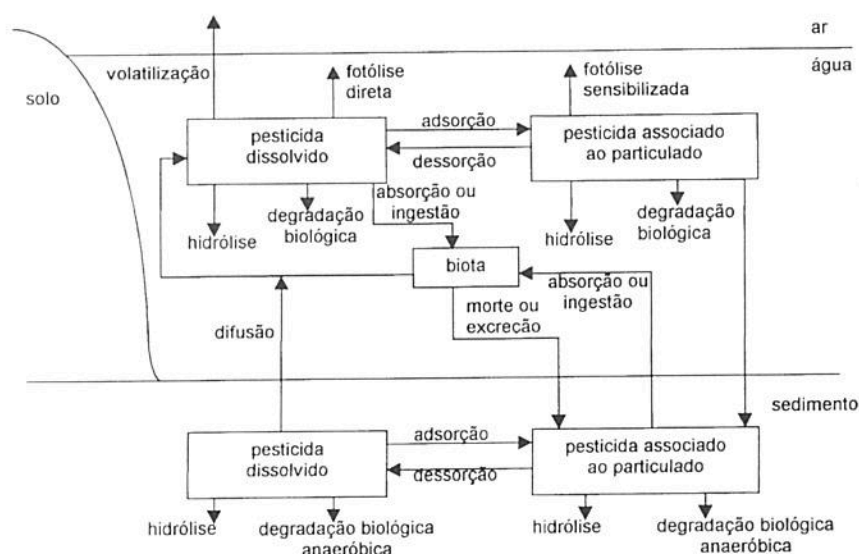 ar
água
solo
volatilização
fotólise
direta
fotólise
sensibilizada
pesticida
dissolvido
adsorção
dessorção
pesticida associado
ao particulado
hidrólise
degradação
biológica
absorção ou
ingestão
hidrólise
degradação
biológica
biota
absorção ou
ingestão
morte ou
excreção
difusão
sedimento
pesticida
dissolvido
adsorção
dessorção
pesticida associado
ao particulado
hidrólise
degradação biológica
anaeróbica
hidrólise
degradação biológica
anaeróbica